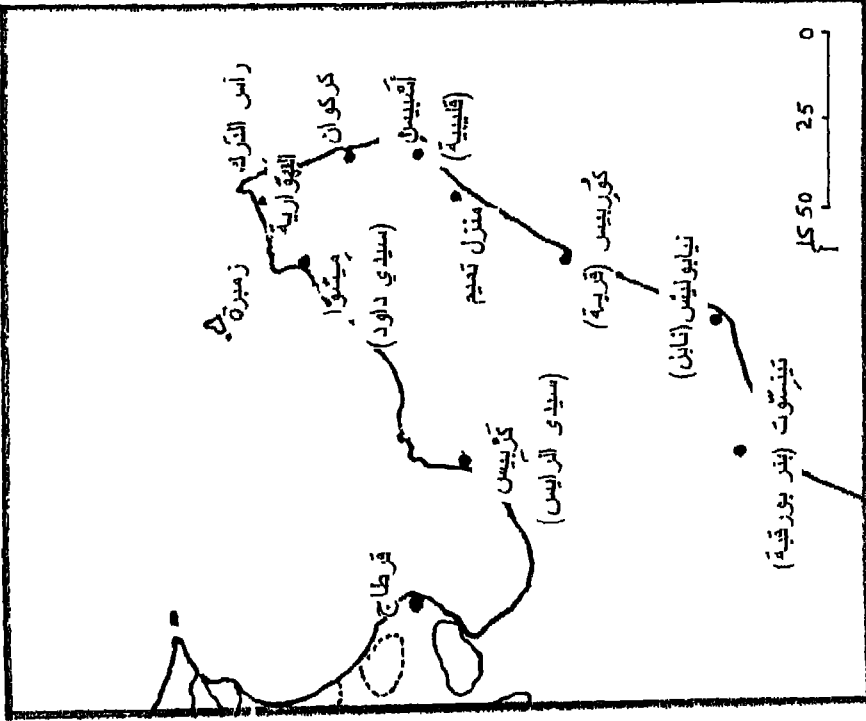 رأس الترك
الهوارية
كركوان
أسبيس
(قليبية)
زمبرة
ميسوا
(سيدي داود)
منزل تميم
كوربيس (قربة)
نيابوليس (نابل)
كربيس
(سيدي الرايس)
تينسوت (بئر بورقبة)
قرطاج
0
25
50 كلم